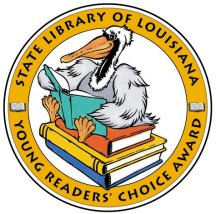 STATE LIBRARY OF LOUISIANA
YOUNG READERS' CHOICE AWARD